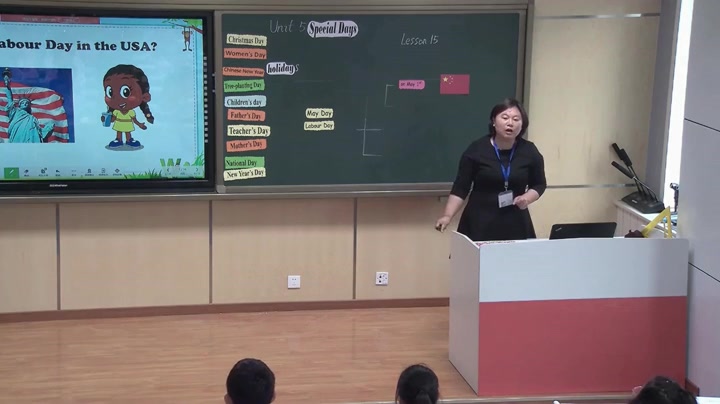 abour Day in the USA?
Unit 5 Special Days
Lesson 15
Christmas Day
Women's Day
Chinese New Year
holidays
Tree-planting Day
Children's day
Father's Day
Teacher's Day
Mother's Day
National Day
New Year's Day
May Day
Labour Day
on May 1st